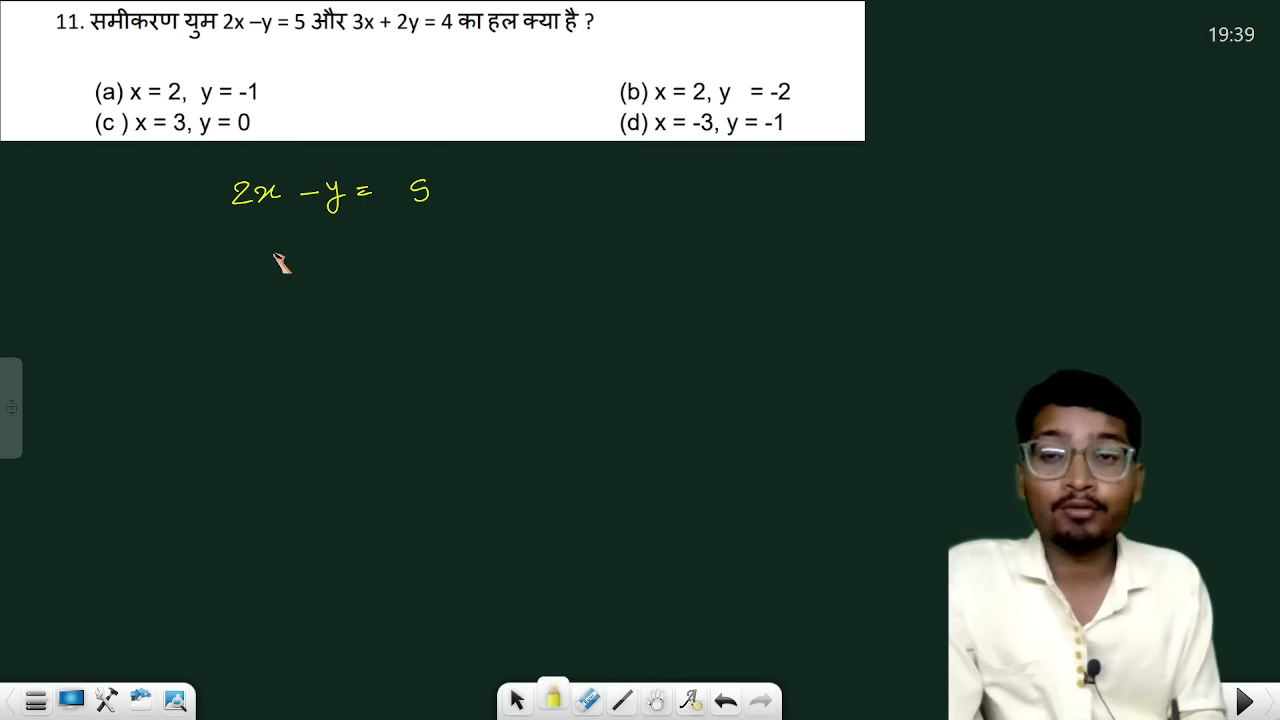 19:39
11. समीकरण युम 2x –y = 5 और 3x + 2y = 4 का हल क्या है ?
(a) x = 2, y = -1 (b) x = 2, y = -2
(c ) x = 3, y = 0 (d) x = -3, y = -1
2x - y = 5